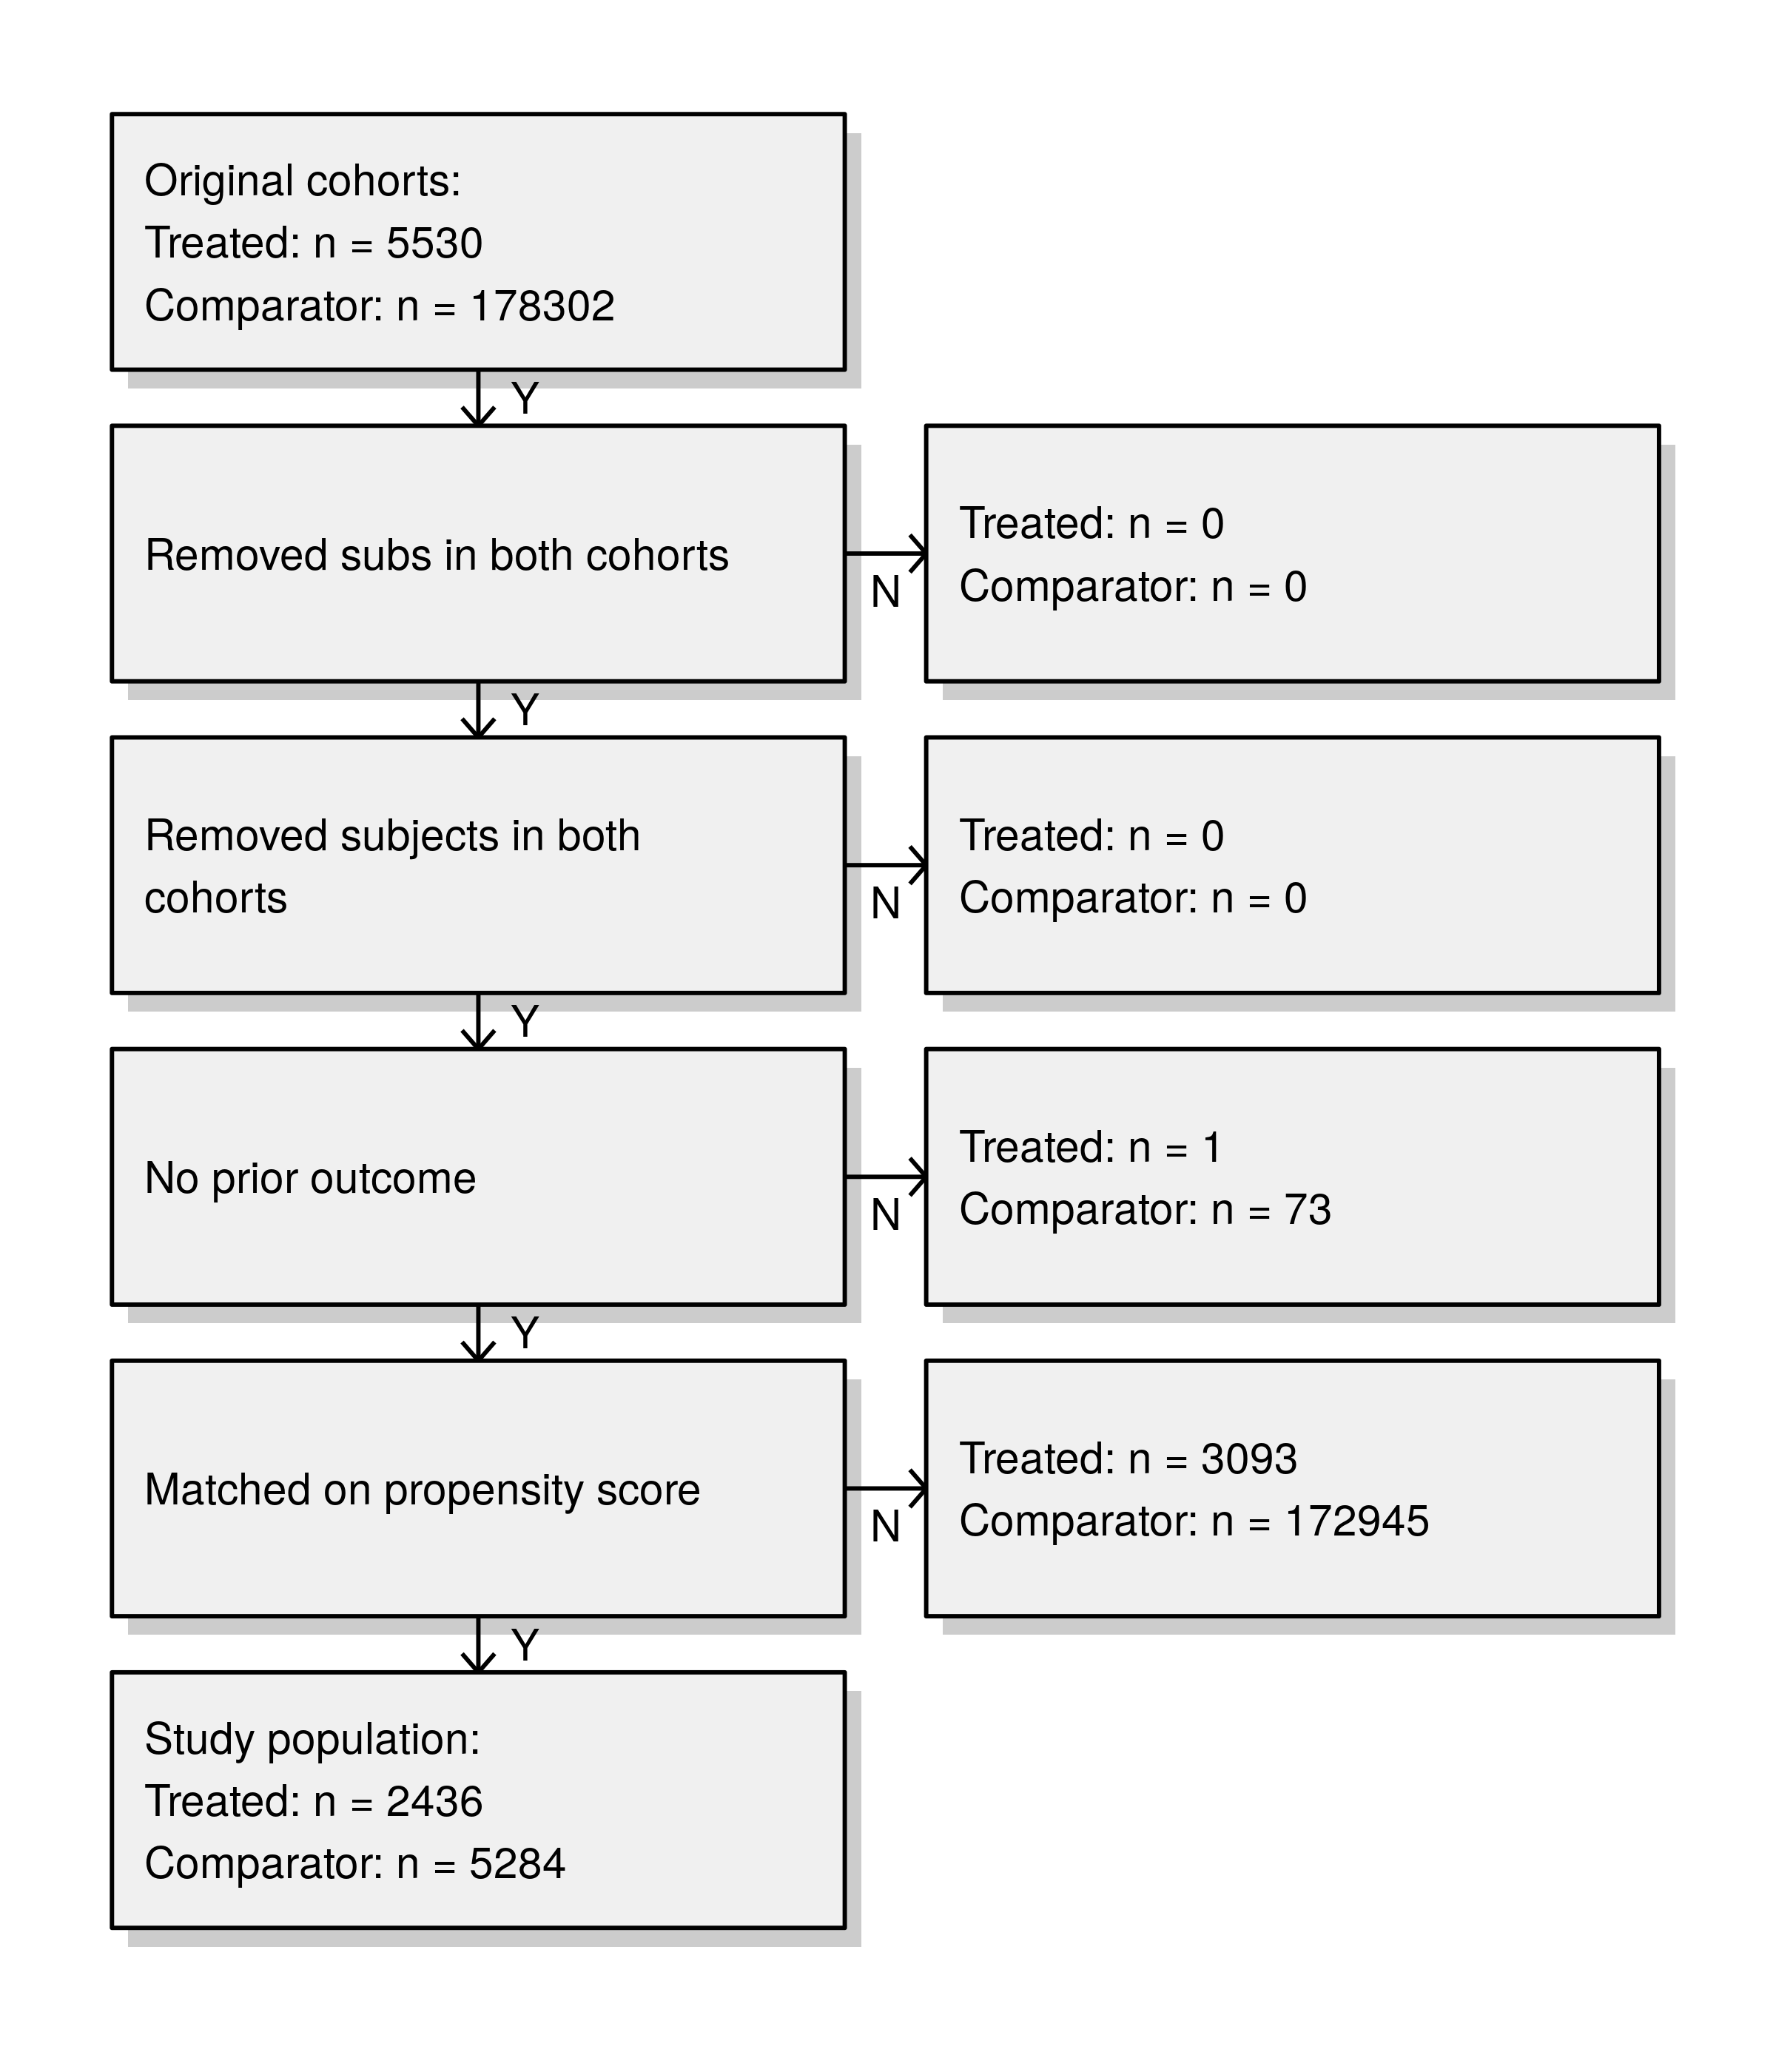 Original cohorts:
Treated: n = 5530
Comparator: n = 178302
Y
Removed subs in both cohorts
N
Treated: n = 0
Comparator: n = 0
Y
Removed subjects in both
cohorts
N
Treated: n = 0
Comparator: n = 0
Y
No prior outcome
N
Treated: n = 1
Comparator: n = 73
Y
Matched on propensity score
N
Treated: n = 3093
Comparator: n = 172945
Y
Study population:
Treated: n = 2436
Comparator: n = 5284